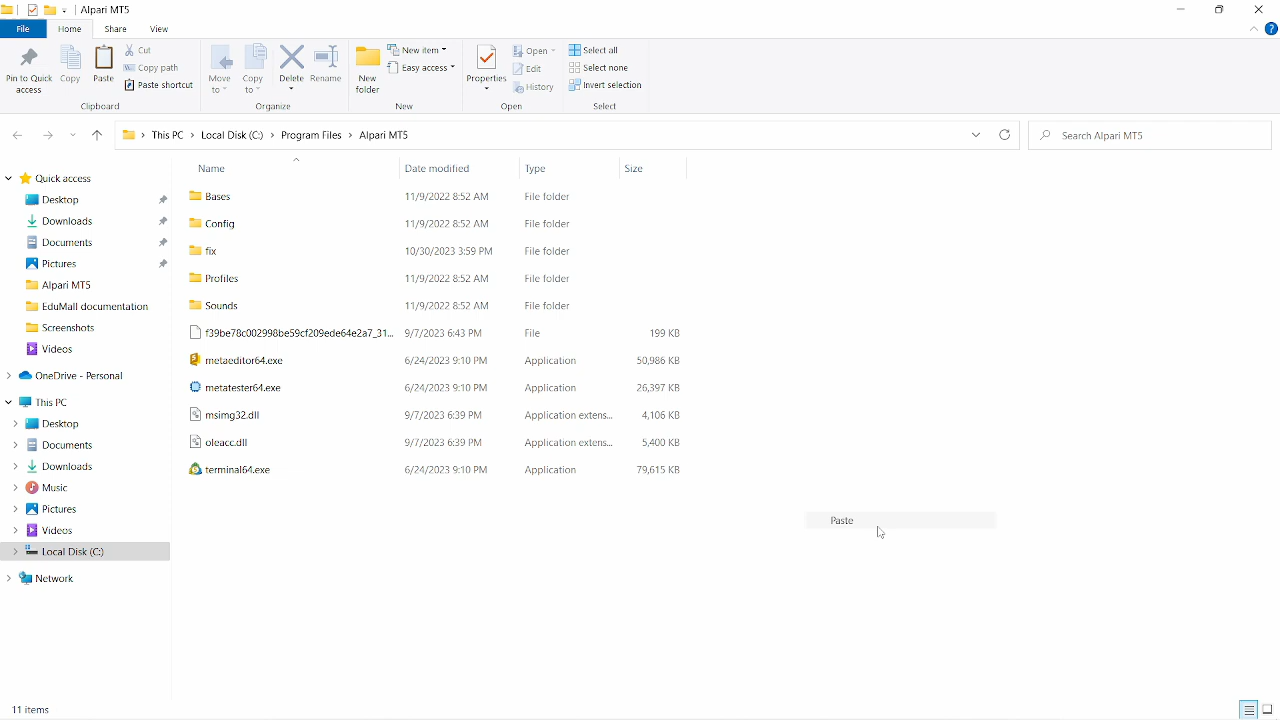 Alpari MT5
File Home Share View
Pin to Quick access
Copy
Paste
Cut
Copy path
Paste shortcut
Clipboard
Move to
Copy to
Delete
Rename
Organize
New folder
New item
Easy access
New
Properties
Open
Edit
History
Open
Select all
Select none
Invert selection
Select
This PC > Local Disk (C:) > Program Files > Alpari MT5
Search Alpari MT5
Quick access
Desktop
Downloads
Documents
Pictures
Alpari MT5
EduMall documentation
Screenshots
Videos
OneDrive - Personal
This PC
Desktop
Documents
Downloads
Music
Pictures
Videos
Local Disk (C:)
Network
Name Date modified Type Size
Bases 11/9/2022 8:52 AM File folder
Config 11/9/2022 8:52 AM File folder
fix 10/30/2023 3:59 PM File folder
Profiles 11/9/2022 8:52 AM File folder
Sounds 11/9/2022 8:52 AM File folder
f39be78c002998be59cf209ede64e2a7_31... 9/7/2023 6:43 PM File 199 KB
metaeditor64.exe 6/24/2023 9:10 PM Application 50,986 KB
metatester64.exe 6/24/2023 9:10 PM Application 26,397 KB
msimg32.dll 9/7/2023 6:39 PM Application extens... 4,106 KB
oleacc.dll 9/7/2023 6:39 PM Application extens... 5,400 KB
terminal64.exe 6/24/2023 9:10 PM Application 79,615 KB
Paste
11 items